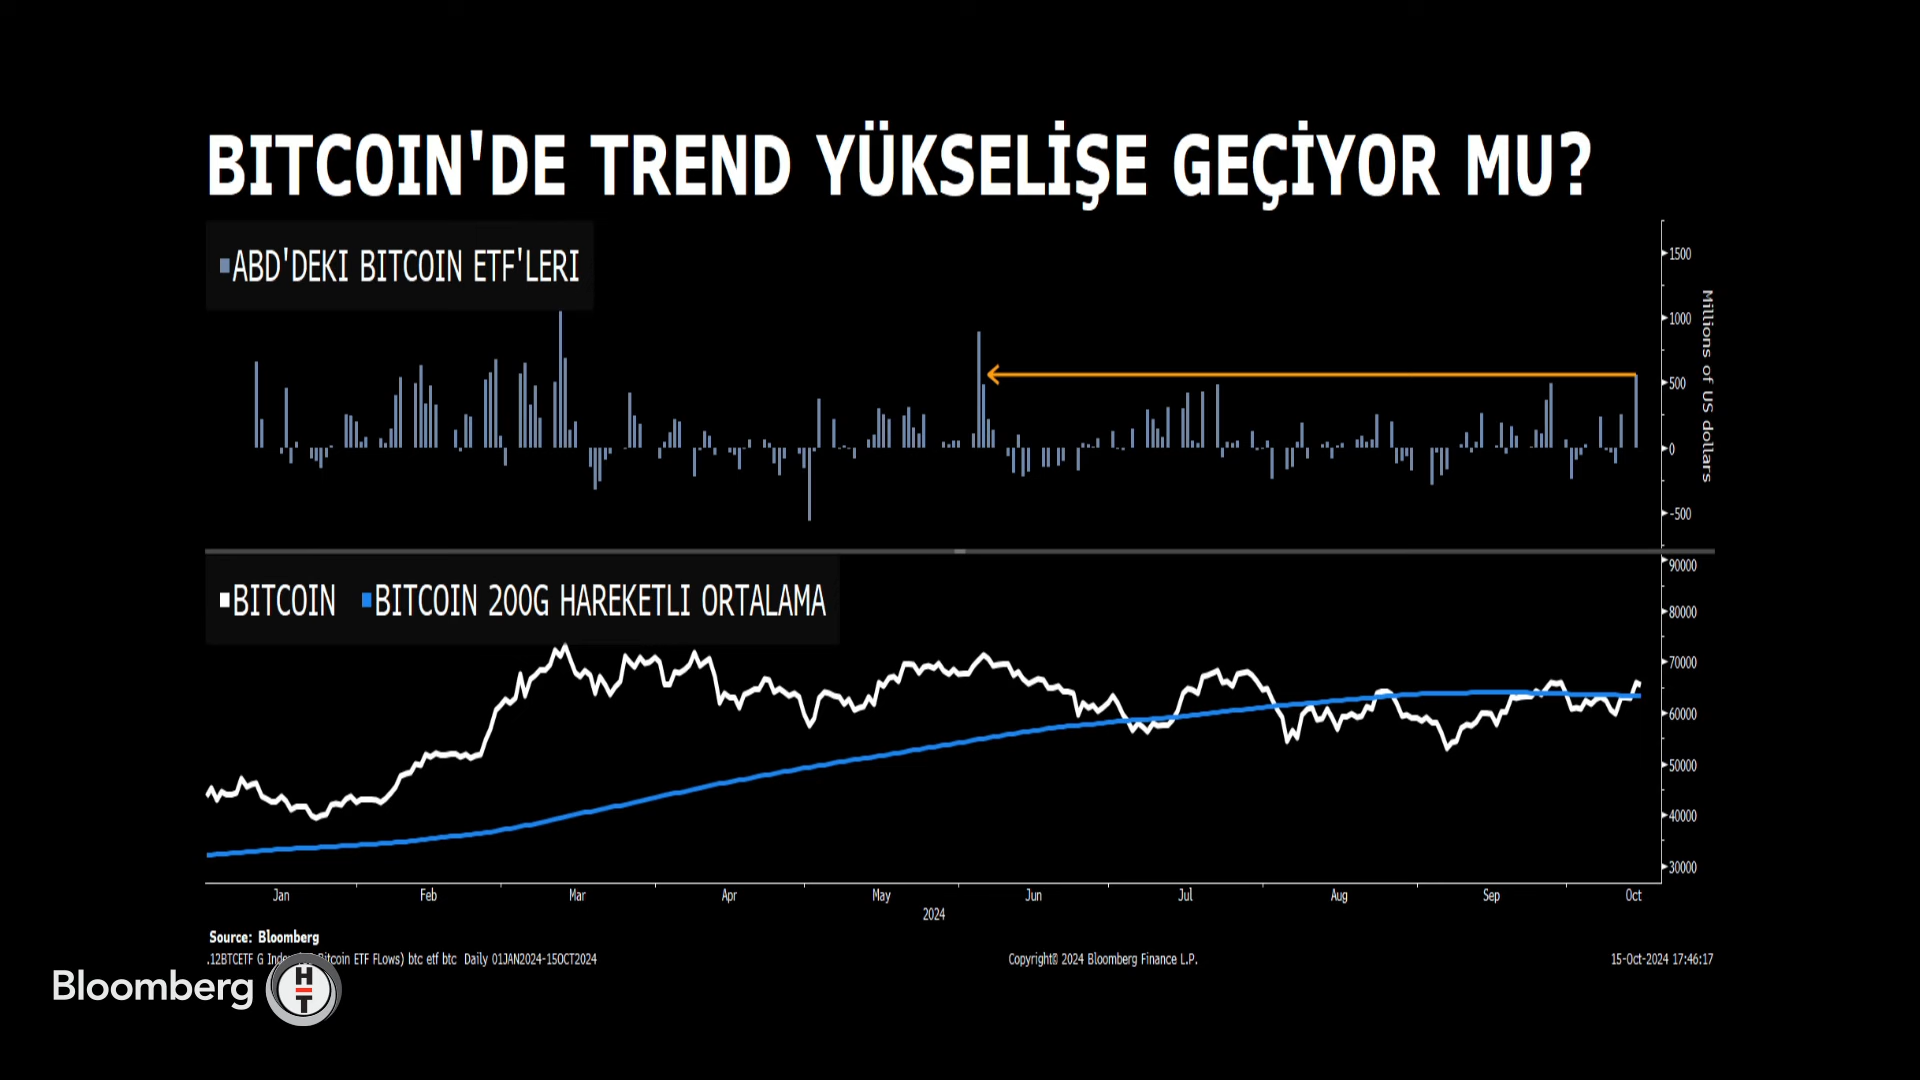 BITCOIN'DE TREND YÜKSELİŞE GEÇİYOR MU?
ABD'DEKI BITCOIN ETF'LERI
1500
1000
500
0
-500
Millions of US dollars
BITCOIN BITCOIN 200G HAREKETLI ORTALAMA
90000
80000
70000
60000
50000
40000
30000
Jan Feb Mar Apr May Jun Jul Aug Sep Oct
2024
Source: Bloomberg
.12BTCETF G Bitcoin ETF FLows) btc etf btc Daily 01JAN2024-15OCT2024
Copyright 2024 Bloomberg Finance L.P.
15-Oct-2024 17:46:17
Bloomberg HT